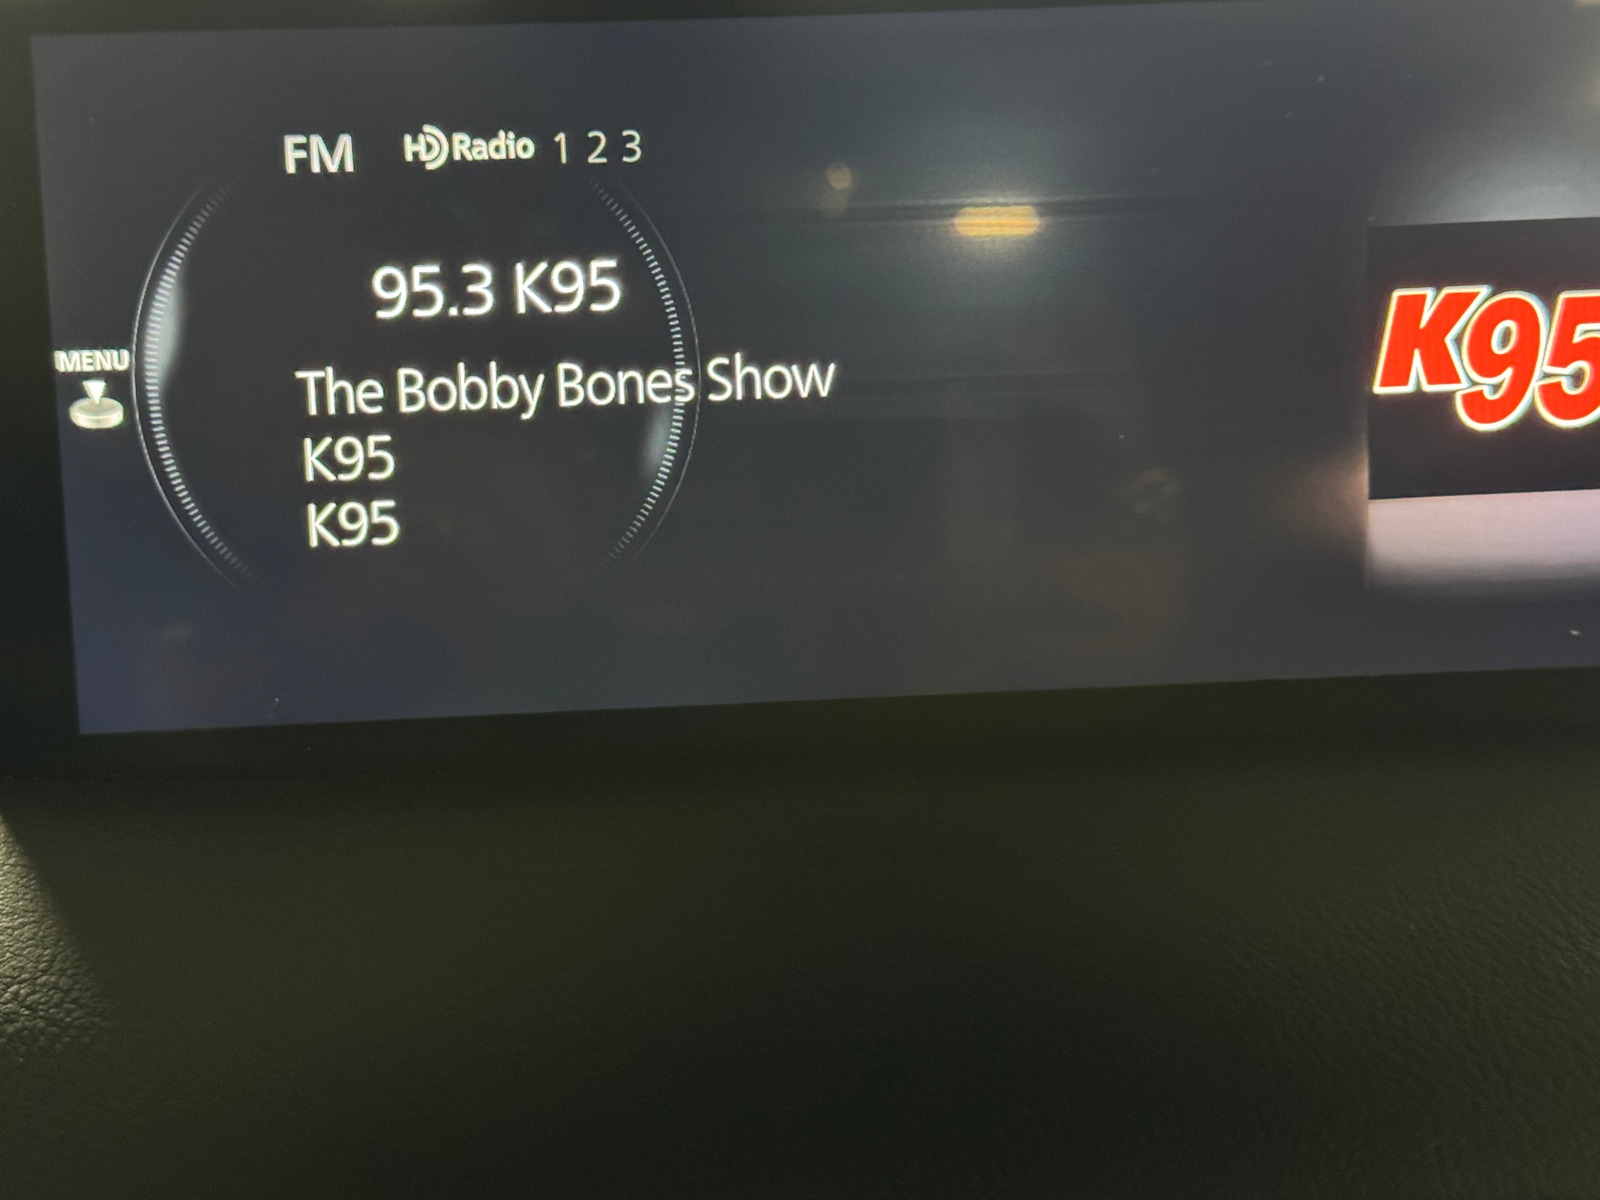 FM HD Radio 1 2 3
95.3 K95
MENU
The Bobby Bones Show
K95
K95
K95